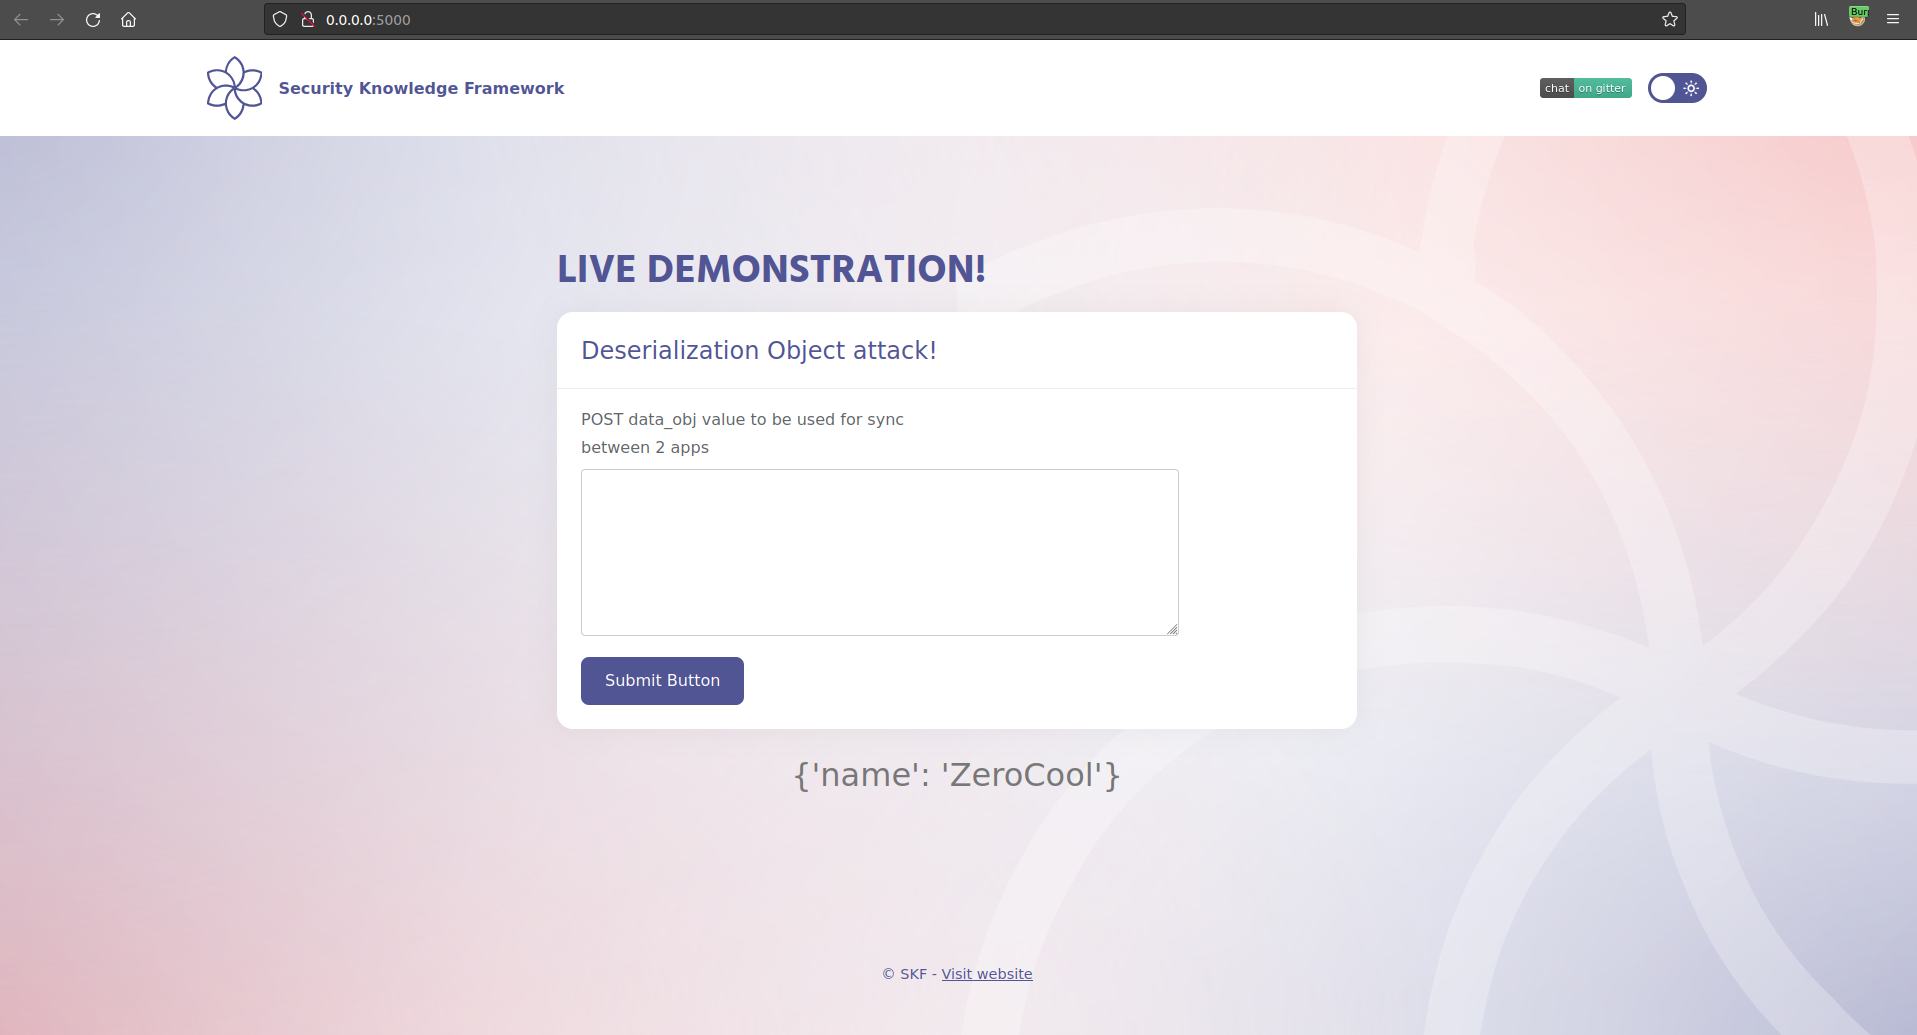 0.0.0.0:5000
Bur
Security Knowledge Framework
chat on gitter
LIVE DEMONSTRATION!
Deserialization Object attack!
POST data_obj value to be used for sync
between 2 apps
Submit Button
{'name': 'ZeroCool'}
© SKF - Visit website